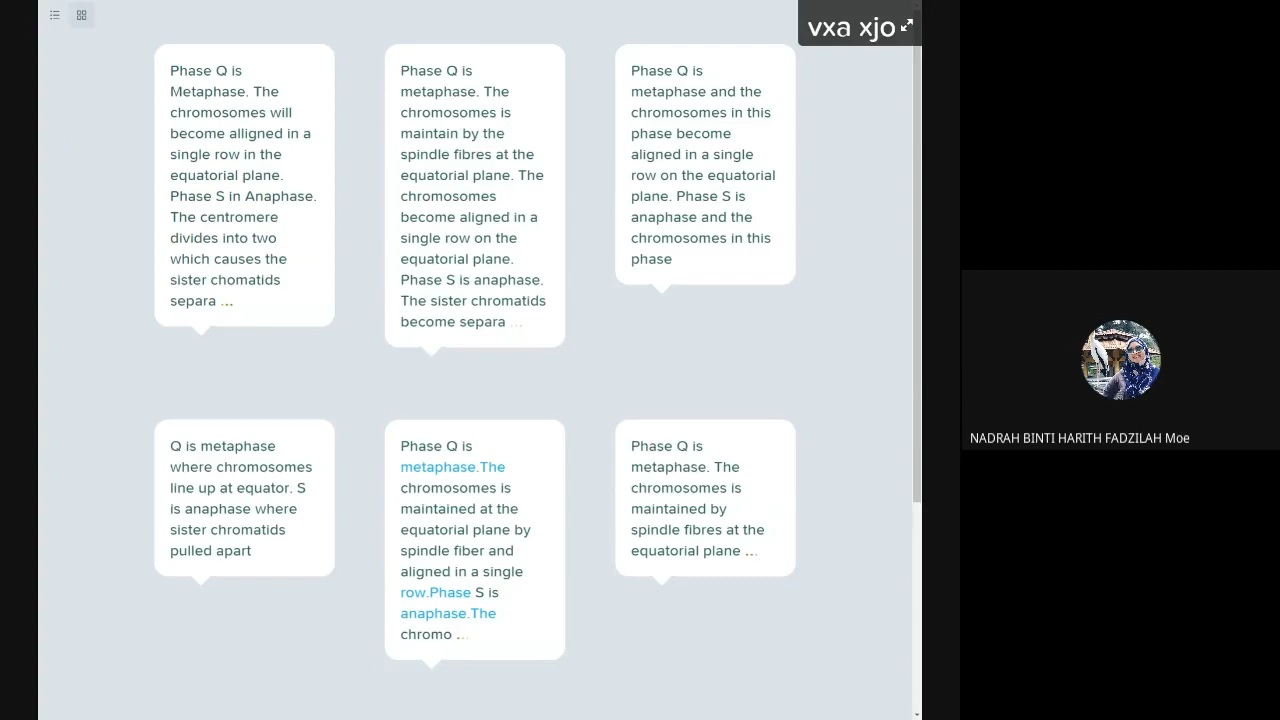 vxa xjo
Phase Q is
Metaphase. The
chromosomes will
become alligned in a
single row in the
equatorial plane.
Phase S in Anaphase.
The centromere
divides into two
which causes the
sister chomatids
separa ...
Phase Q is
metaphase. The
chromosomes is
maintain by the
spindle fibres at the
equatorial plane. The
chromosomes
become aligned in a
single row on the
equatorial plane.
Phase S is anaphase.
The sister chromatids
become separa ...
Phase Q is
metaphase and the
chromosomes in this
phase become
aligned in a single
row on the equatorial
plane. Phase S is
anaphase and the
chromosomes in this
phase
Q is metaphase
where chromosomes
line up at equator. S
is anaphase where
sister chromatids
pulled apart
Phase Q is
metaphase.The
chromosomes is
maintained at the
equatorial plane by
spindle fiber and
aligned in a single
row.Phase S is
anaphase.The
chromo ...
Phase Q is
metaphase. The
chromosomes is
maintained by
spindle fibres at the
equatorial plane ...
NADRAH BINTI HARITH FADZILAH Moe